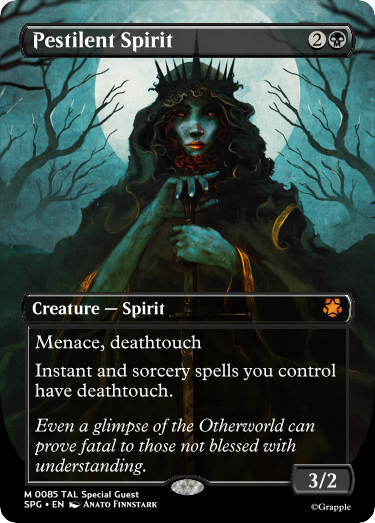 Pestilent Spirit 2
Creature — Spirit
Menace, deathtouch
Instant and sorcery spells you control
have deathtouch.
Even a glimpse of the Otherworld can
prove fatal to those not blessed with
understanding.
3/2
M 0085 TAL Special Guest
SPG • EN Anato Finnstark
©Grapple